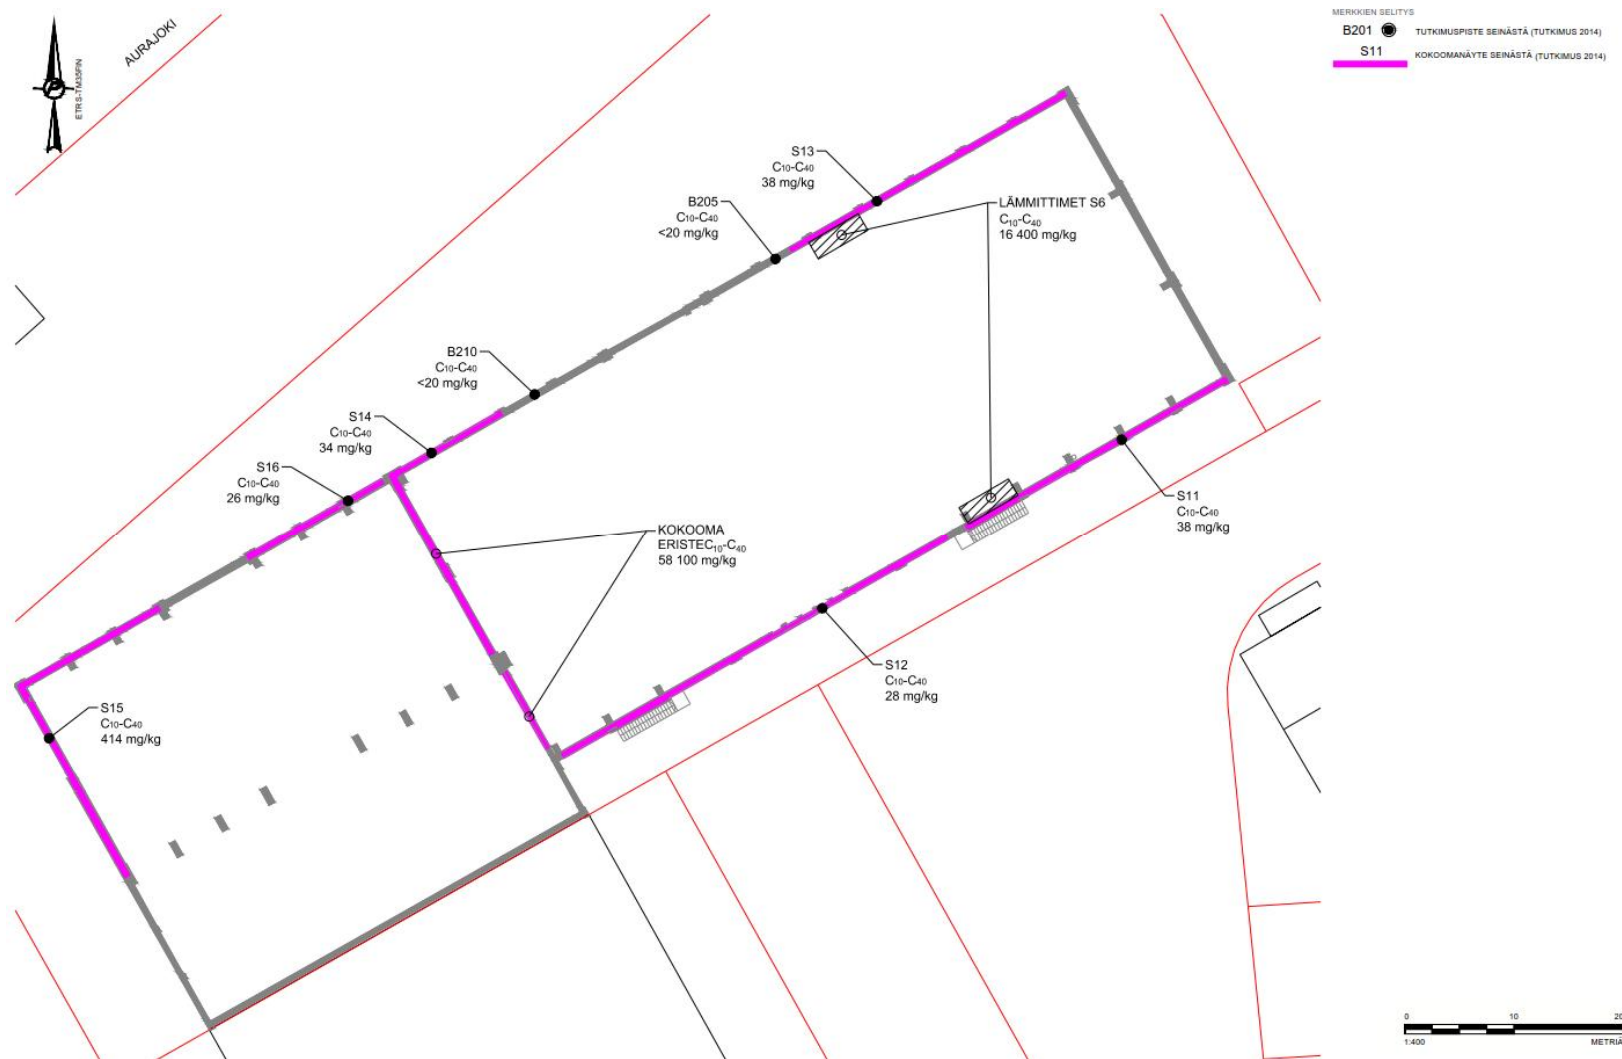 AURAJOKI
ETRS-TM35FIN
MERKKIEN SELITYS
B201 TUTKIMUSPISTE SEINÄSTÄ (TUTKIMUS 2014)
S11 KOKOOMANÄYTE SEINÄSTÄ (TUTKIMUS 2014)
S13
C10-C40
38 mg/kg
B205
C10-C40
<20 mg/kg
LÄMMITTIMET S6
C10-C40
16 400 mg/kg
B210
C10-C40
<20 mg/kg
S14
C10-C40
34 mg/kg
S16
C10-C40
26 mg/kg
S11
C10-C40
38 mg/kg
KOKOOMA
ERISTEC10-C40
58 100 mg/kg
S12
C10-C40
28 mg/kg
S15
C10-C40
414 mg/kg
0 10 20
1:400 METRIÄ